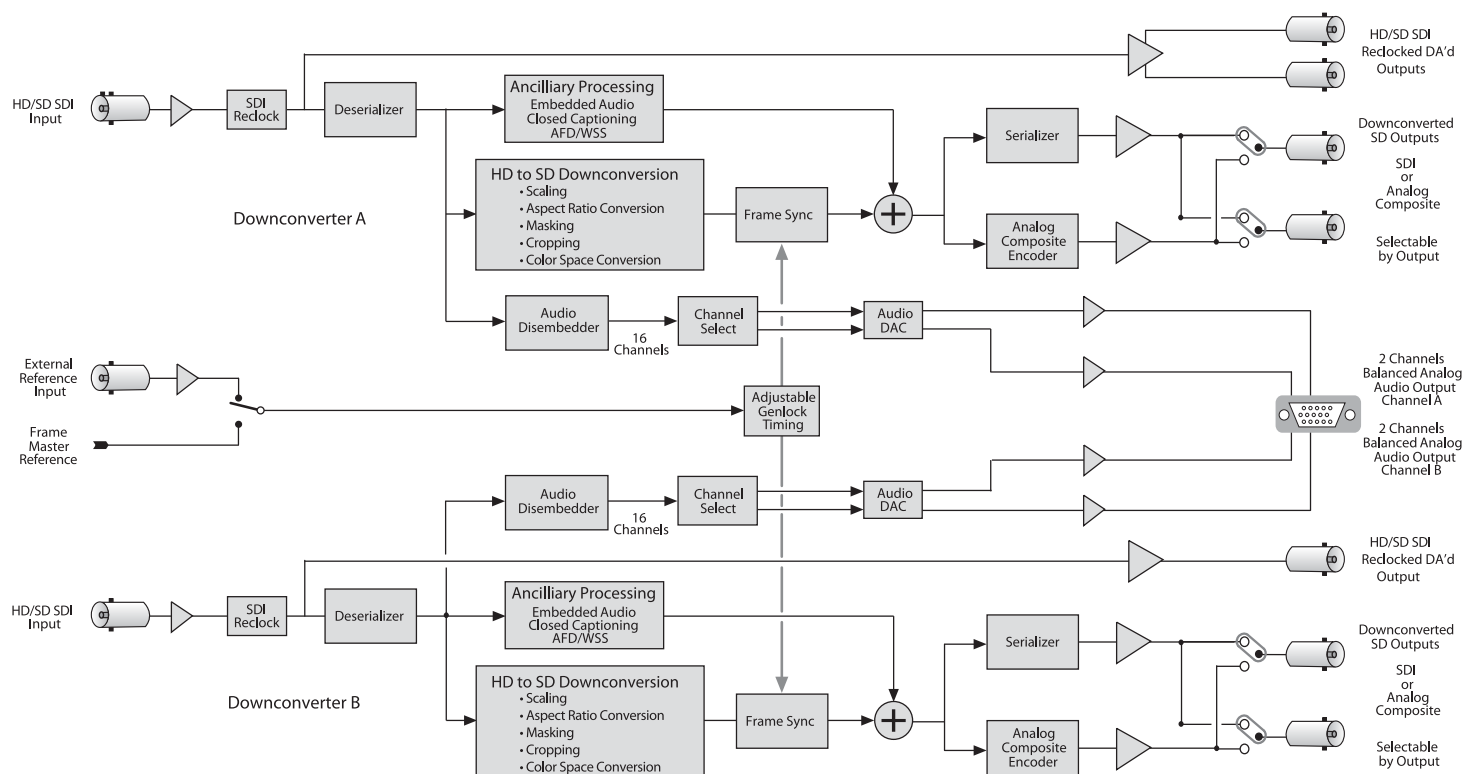 HD/SD SDI
Input
SDI
Reclock
Deserializer
Ancilliary Processing
Embedded Audio
Closed Captioning
AFD/WSS
HD to SD Downconversion
• Scaling
• Aspect Ratio Conversion
• Masking
• Cropping
• Color Space Conversion
Downconverter A
Frame Sync
Serializer
Analog
Composite
Encoder
HD/SD SDI
Reclocked DA'd
Outputs
Downconverted
SD Outputs
SDI
or
Analog
Composite
Selectable
by Output
Audio
Disembedder
16
Channels
Channel
Select
Audio
DAC
External
Reference
Input
Frame
Master
Reference
Adjustable
Genlock
Timing
2 Channels
Balanced Analog
Audio Output
Channel A
2 Channels
Balanced Analog
Audio Output
Channel B
Audio
Disembedder
16
Channels
Channel
Select
Audio
DAC
HD/SD SDI
Reclocked DA'd
Output
HD/SD SDI
Input
SDI
Reclock
Deserializer
Ancilliary Processing
Embedded Audio
Closed Captioning
AFD/WSS
HD to SD Downconversion
• Scaling
• Aspect Ratio Conversion
• Masking
• Cropping
• Color Space Conversion
Downconverter B
Frame Sync
Serializer
Analog
Composite
Encoder
Downconverted
SD Outputs
SDI
or
Analog
Composite
Selectable
by Output